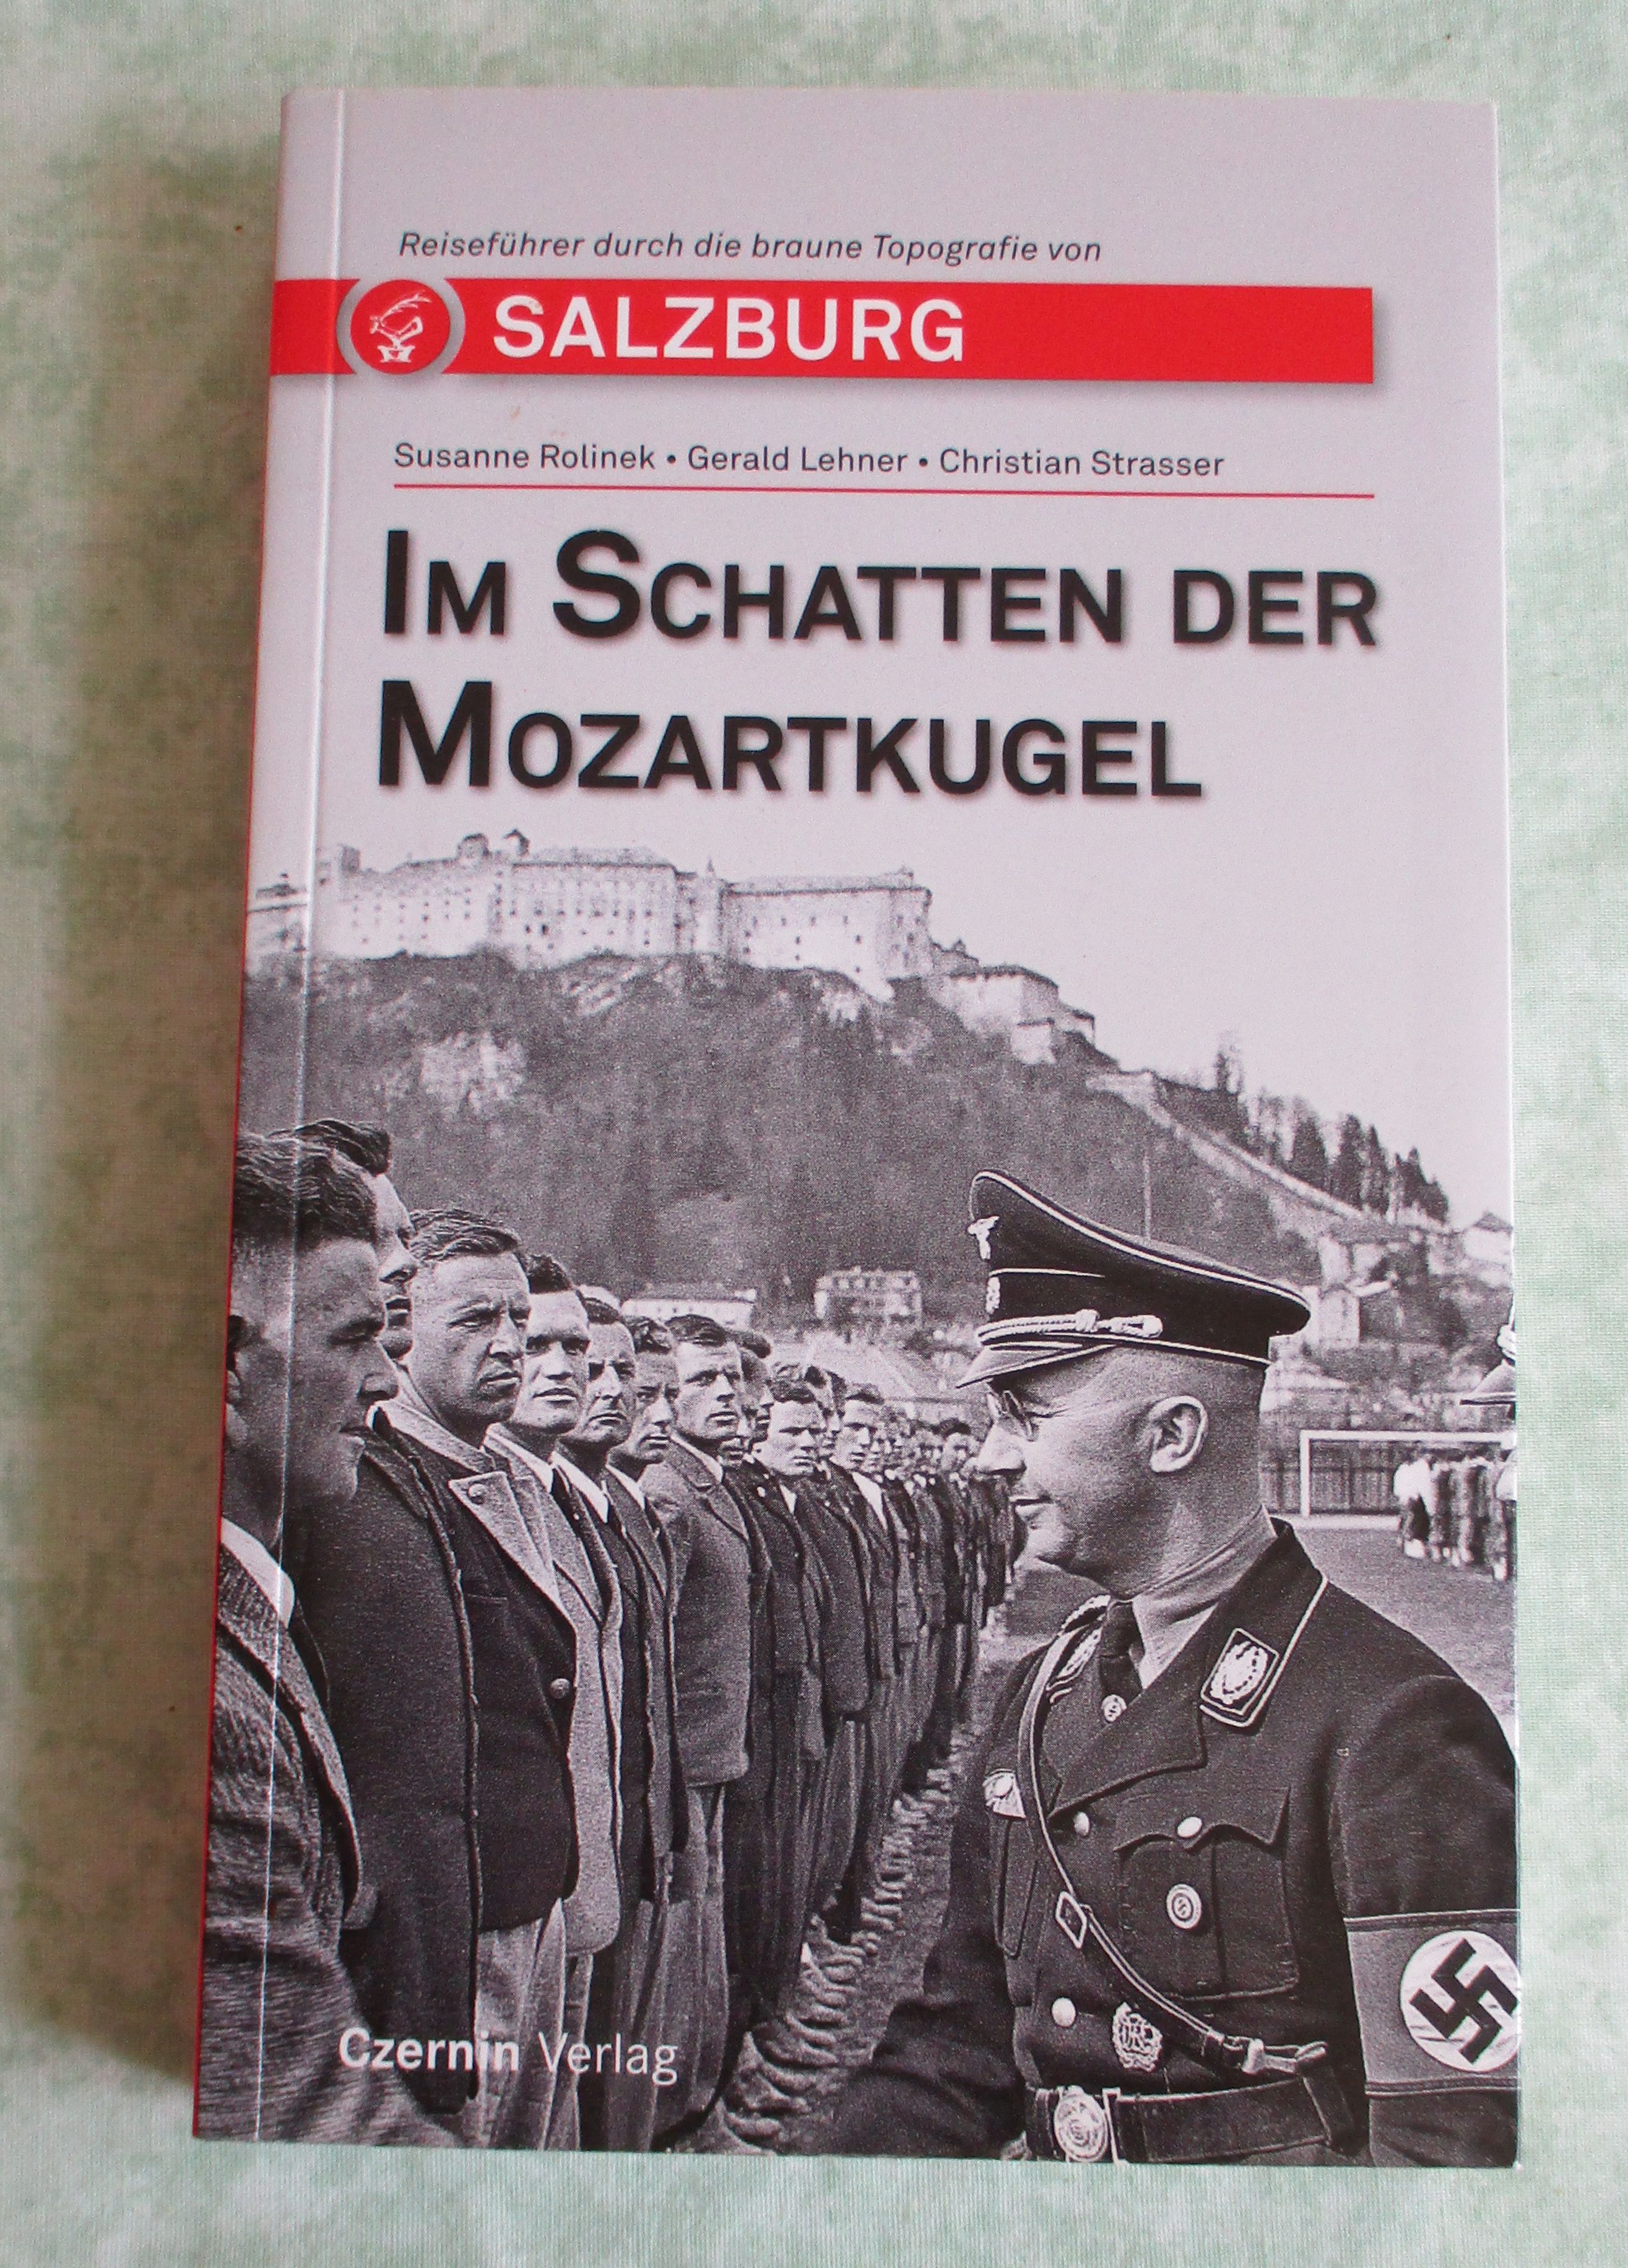 Reiseführer durch die braune Topografie von
SALZBURG
Susanne Rolinek • Gerald Lehner • Christian Strasser
IM SCHATTEN DER
MOZARTKUGEL
Czernin Verlag